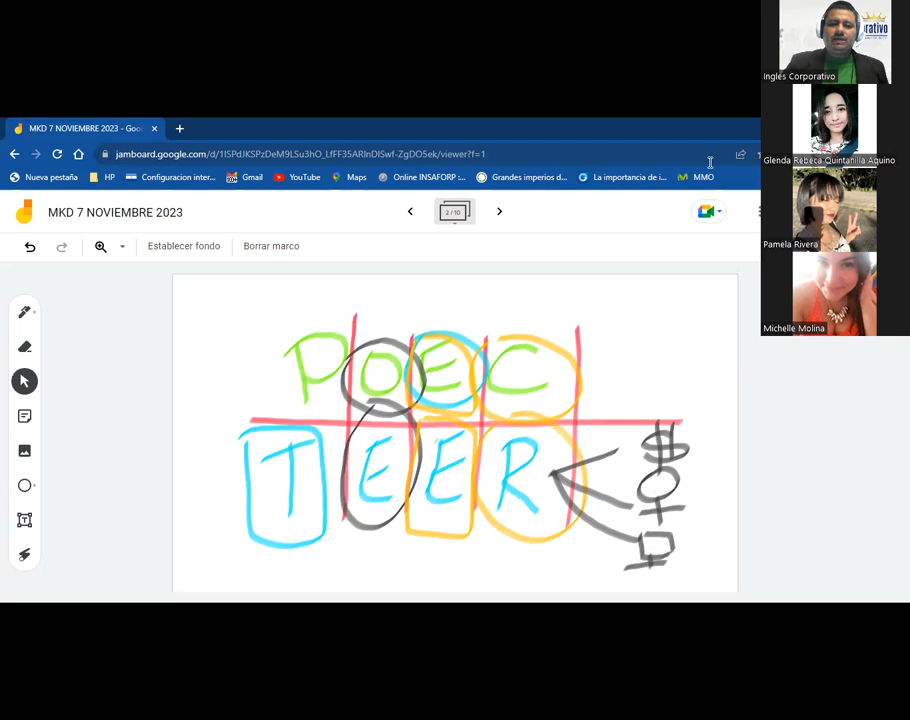 MKD 7 NOVIEMBRE 2023 - Goo
jamboard.google.com/d/1lSPdJKSPzDeM9LSu3hO_LfFF35ARlnDISwf-ZgDO5ek/viewer?f=1
Nueva pestaña HP Configuracion inter... Gmail YouTube Maps Online INSAFORP :... Grandes imperios d... La importancia de i... MMO
MKD 7 NOVIEMBRE 2023
2 / 10
Establecer fondo Borrar marco
P O E C
T E E R
$
Ingles Corporativo
Glenda Rebeca Quintanilla Aquino
Pamela Rivera
Michelle Molina